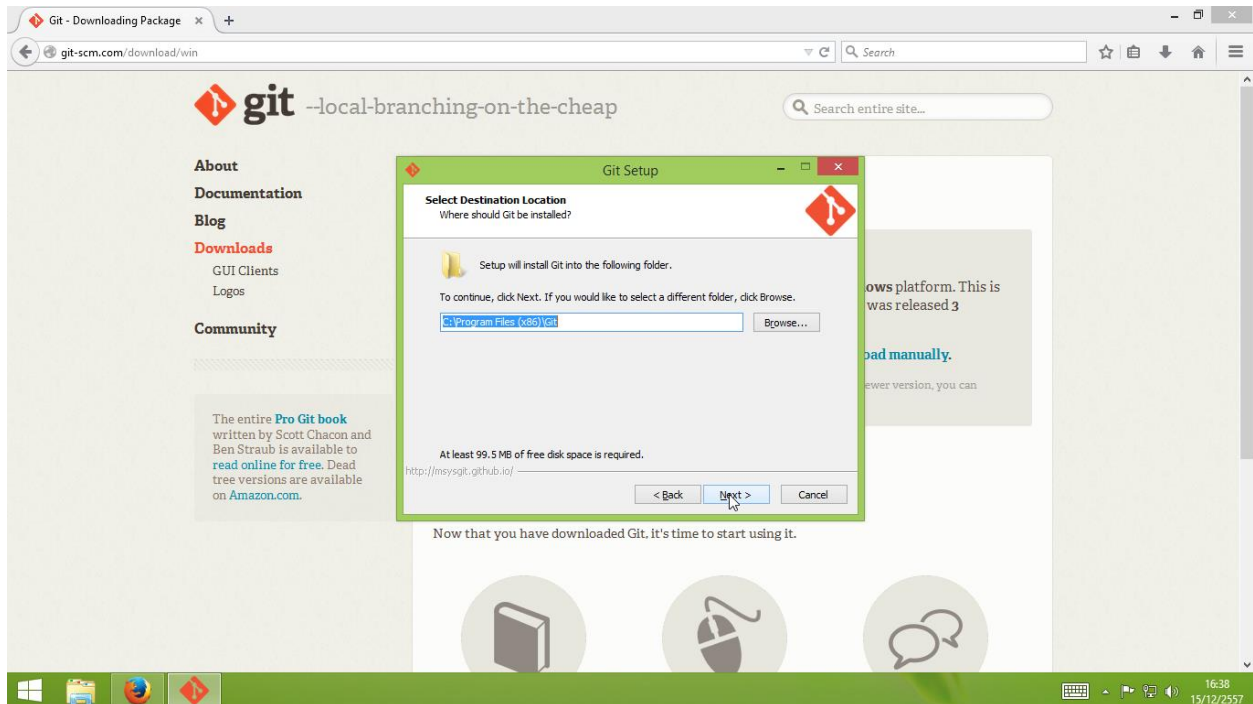 Git - Downloading Package
git-scm.com/download/win
Search
git --local-branching-on-the-cheap
Search entire site...
About
Documentation
Blog
Downloads
GUI Clients
Logos
Community
The entire Pro Git book
written by Scott Chacon and
Ben Straub is available to
read online for free. Dead
tree versions are available
on Amazon.com.
Git Setup
Select Destination Location
Where should Git be installed?
Setup will install Git into the following folder.
To continue, click Next. If you would like to select a different folder, click Browse.
C:\Program Files (x86)\Git
Browse...
At least 99.5 MB of free disk space is required.
http://msysgit.github.io/
< Back
Next >
Cancel
ows platform. This is
was released 3
oad manually.
ewer version, you can
Now that you have downloaded Git, it's time to start using it.
16:38
15/12/2557